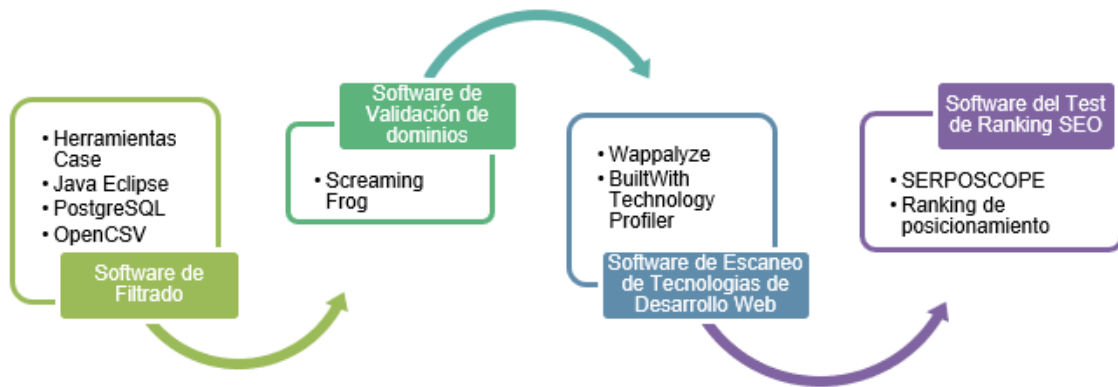 • Herramientas
Case
• Java Eclipse
• PostgreSQL
• OpenCSV
Software de
Filtrado
Software de
Validación de
dominios
• Screaming
Frog
• Wappalyze
• BuiltWith
Technology
Profiler
Software de Escaneo
de Tecnologias de
Desarrollo Web
Software del Test
de Ranking SEO
• SERPOSCOPE
• Ranking de
posicionamiento